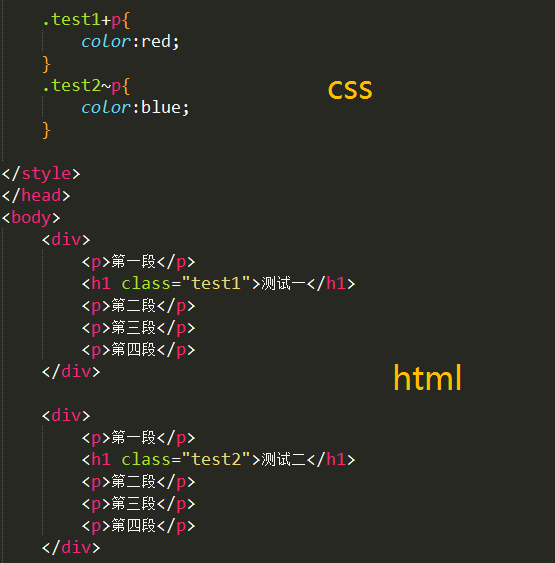 .test1+p{
color:red;
}
.test2~p{
color:blue;
}
css
</style>
</head>
<body>
<div>
<p>第一段</p>
<h1 class="test1">测试一</h1>
<p>第二段</p>
<p>第三段</p>
<p>第四段</p>
</div>
html
<div>
<p>第一段</p>
<h1 class="test2">测试二</h1>
<p>第二段</p>
<p>第三段</p>
<p>第四段</p>
</div>